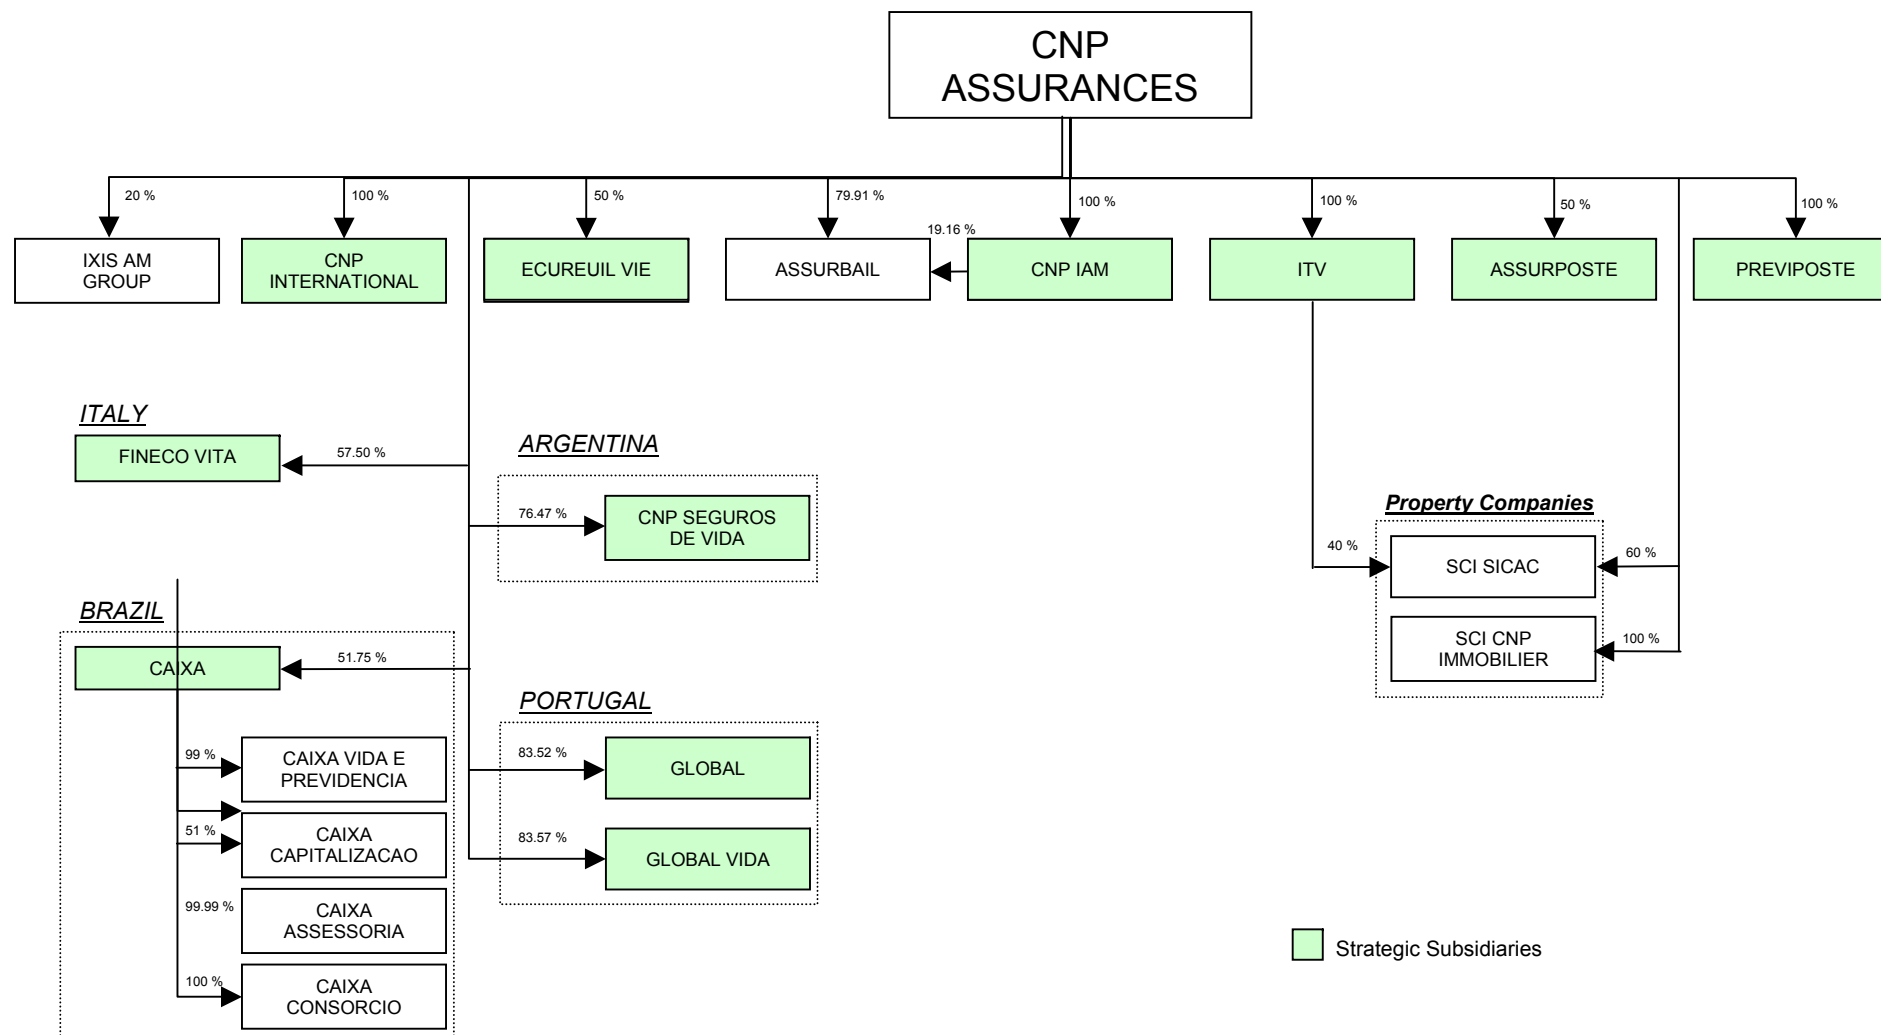 CNP
ASSURANCES
20 %
100 %
50 %
79.91 %
100 %
100 %
50 %
100 %
19.16 %
IXIS AM
GROUP
CNP
INTERNATIONAL
ECUREUIL VIE
ASSURBAIL
CNP IAM
ITV
ASSURPOSTE
PREVIPOSTE
ITALY
FINECO VITA
57.50 %
ARGENTINA
76.47 %
CNP SEGUROS
DE VIDA
Property Companies
40 %
SCI SICAC
60 %
SCI CNP
IMMOBILIER
100 %
BRAZIL
CAIXA
51.75 %
PORTUGAL
83.52 %
GLOBAL
83.57 %
GLOBAL VIDA
99 %
CAIXA VIDA E
PREVIDENCIA
51 %
CAIXA
CAPITALIZACAO
99.99 %
CAIXA
ASSESSORIA
100 %
CAIXA
CONSORCIO
Strategic Subsidiaries